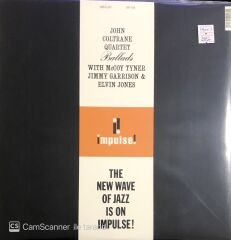 JOHN
COLTRANE
QUARTET
Ballads
WITH McCOY TYNER
JIMMY GARRISON &
ELVIN JONES
impulse!
THE
NEW WAVE
OF JAZZ
IS ON
IMPULSE!
CS CamScanner